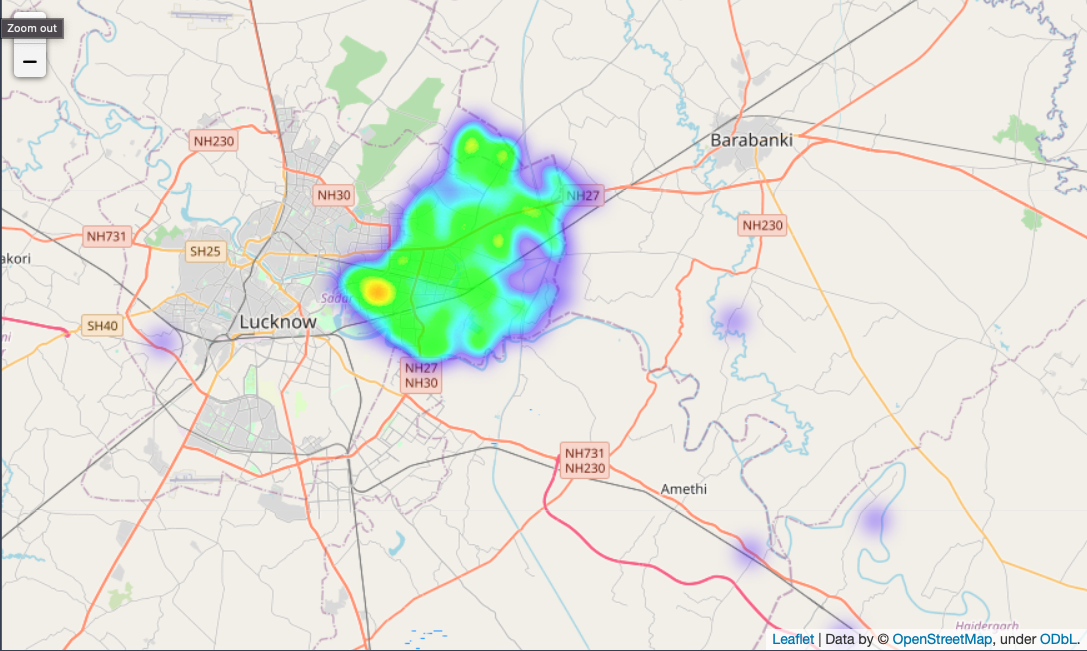 Zoom out
−
NH230
Barabanki
NH30
NH27
NH730
NH731
SH25
akori
NH230
Lucknow
SH40
NH27
NH30
NH731
NH230
Amethi
Haidergarh
Leaflet | Data by © OpenStreetMap, under ODbL.